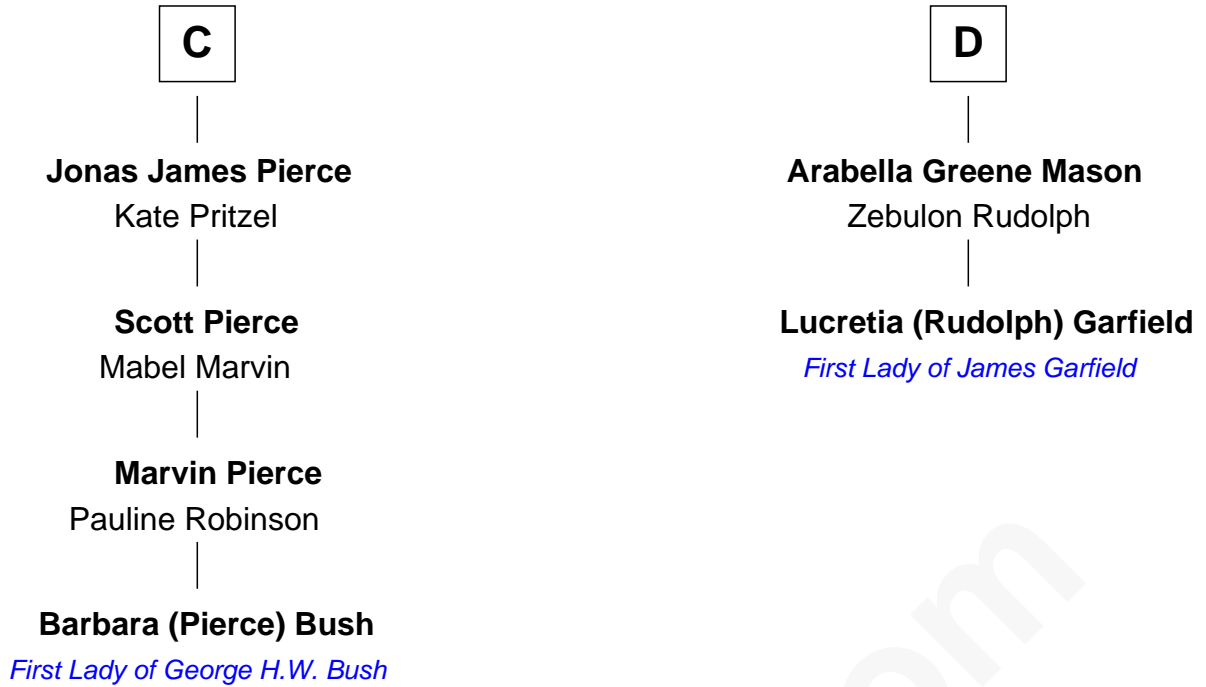 C
Jonas James Pierce
Kate Pritzel
Scott Pierce
Mabel Marvin
Marvin Pierce
Pauline Robinson
Barbara (Pierce) Bush
First Lady of George H.W. Bush
D
Arabella Greene Mason
Zebulon Rudolph
Lucretia (Rudolph) Garfield
First Lady of James Garfield
om